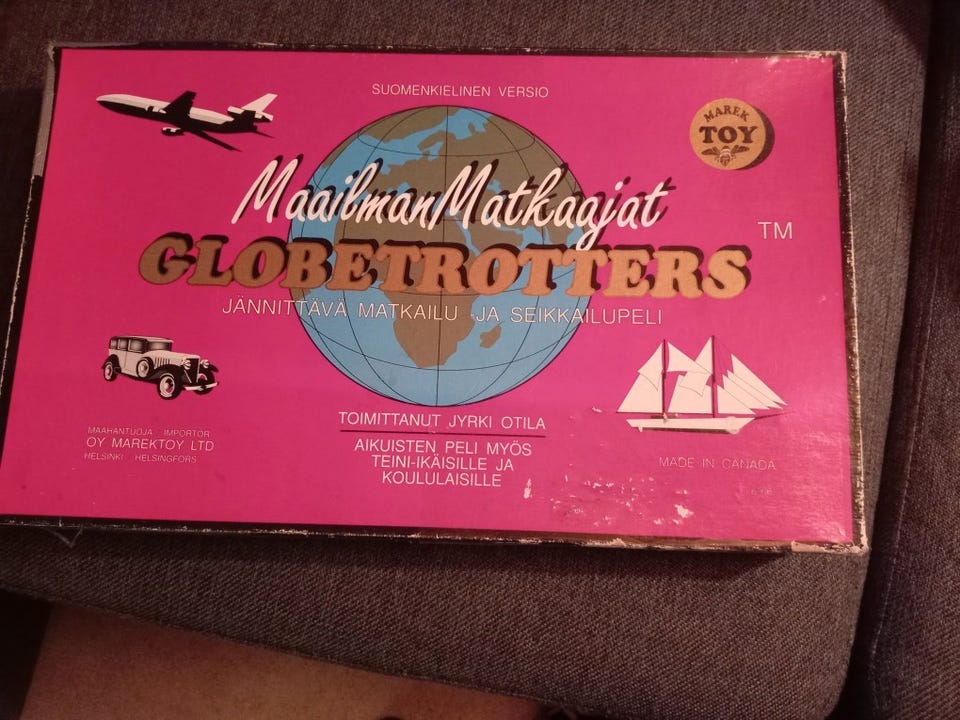 SUOMENKIELINEN VERSIO
MAREK
TOY
MaailmanMatkaajat
TM
GLOBETROTTERS
JÄNNITTÄVÄ MATKAILU -JA SEIKKAILUPELI
TOIMITTANUT JYRKI OTILA
AIKUISTEN PELI MYÖS
TEINI-IKÄISILLE JA
KOULULAISILLE
MAAHANTUOJA IMPORTOR
OY MAREKTOY LTD
HELSINKI HELSINGFORS
MADE IN CANADA